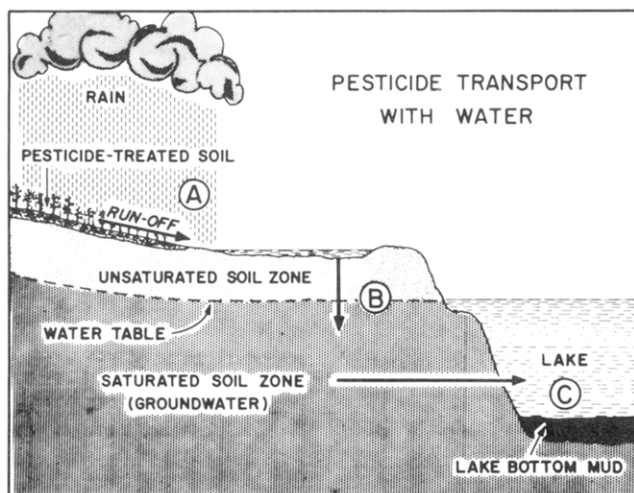 RAIN
PESTICIDE TRANSPORT
WITH WATER
PESTICIDE-TREATED SOIL
A
RUN-OFF
UNSATURATED SOIL ZONE
B
WATER TABLE
SATURATED SOIL ZONE
(GROUNDWATER)
LAKE
C
LAKE BOTTOM MUD